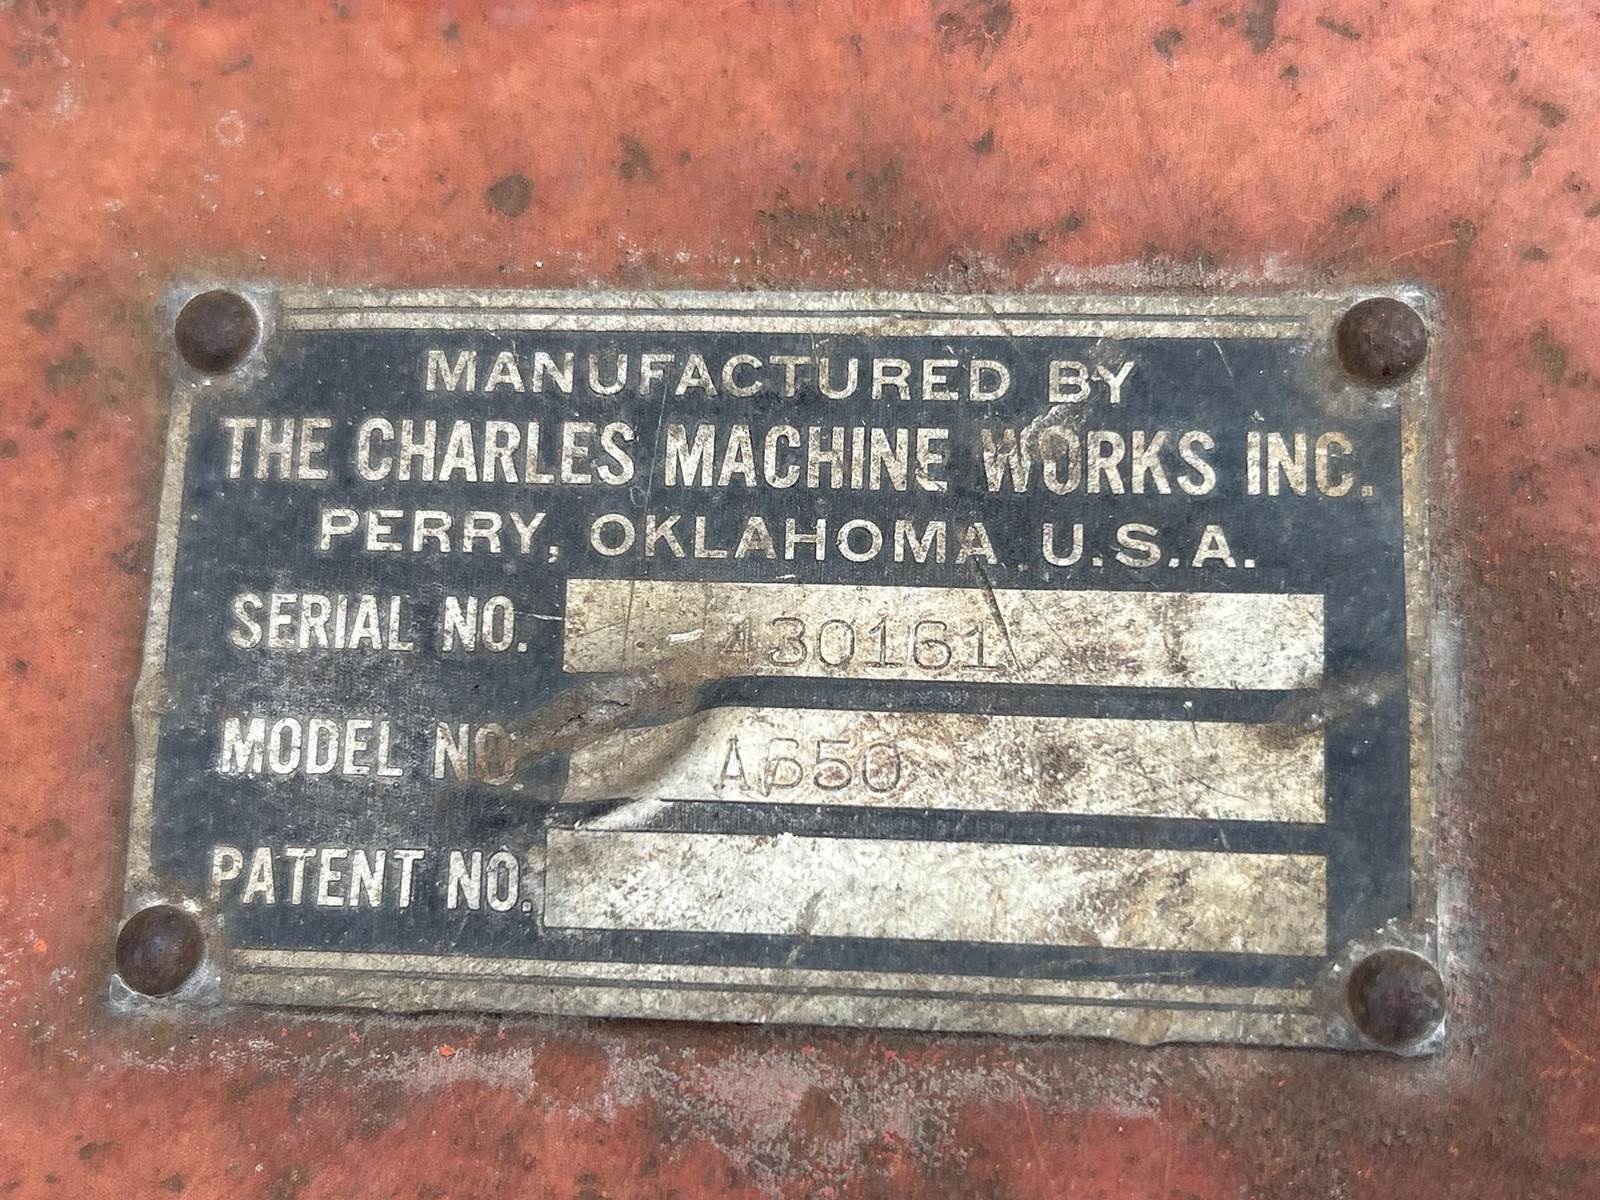 MANUFACTURED BY
THE CHARLES MACHINE WORKS INC.
PERRY, OKLAHOMA U.S.A.
SERIAL NO. 430161
MODEL NO. A650
PATENT NO.